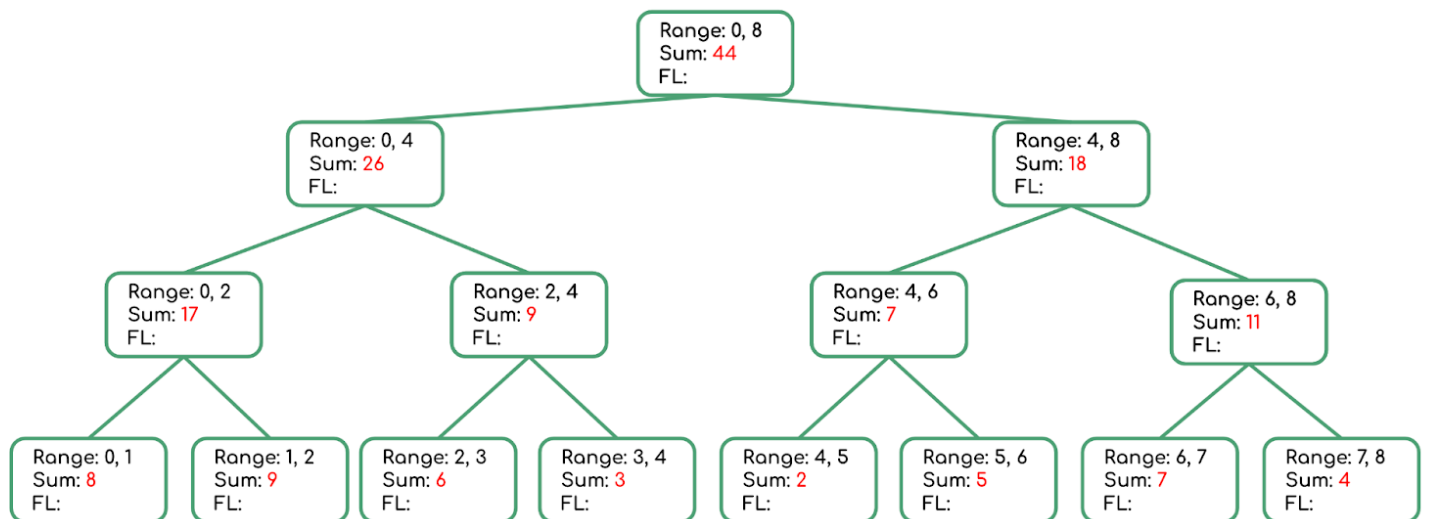 Range: 0, 8
Sum: 44
FL:
Range: 0, 4
Sum: 26
FL:
Range: 4, 8
Sum: 18
FL:
Range: 0, 2
Sum: 17
FL:
Range: 2, 4
Sum: 9
FL:
Range: 4, 6
Sum: 7
FL:
Range: 6, 8
Sum: 11
FL:
Range: 0, 1
Sum: 8
FL:
Range: 1, 2
Sum: 9
FL:
Range: 2, 3
Sum: 6
FL:
Range: 3, 4
Sum: 3
FL:
Range: 4, 5
Sum: 2
FL:
Range: 5, 6
Sum: 5
FL:
Range: 6, 7
Sum: 7
FL:
Range: 7, 8
Sum: 4
FL: